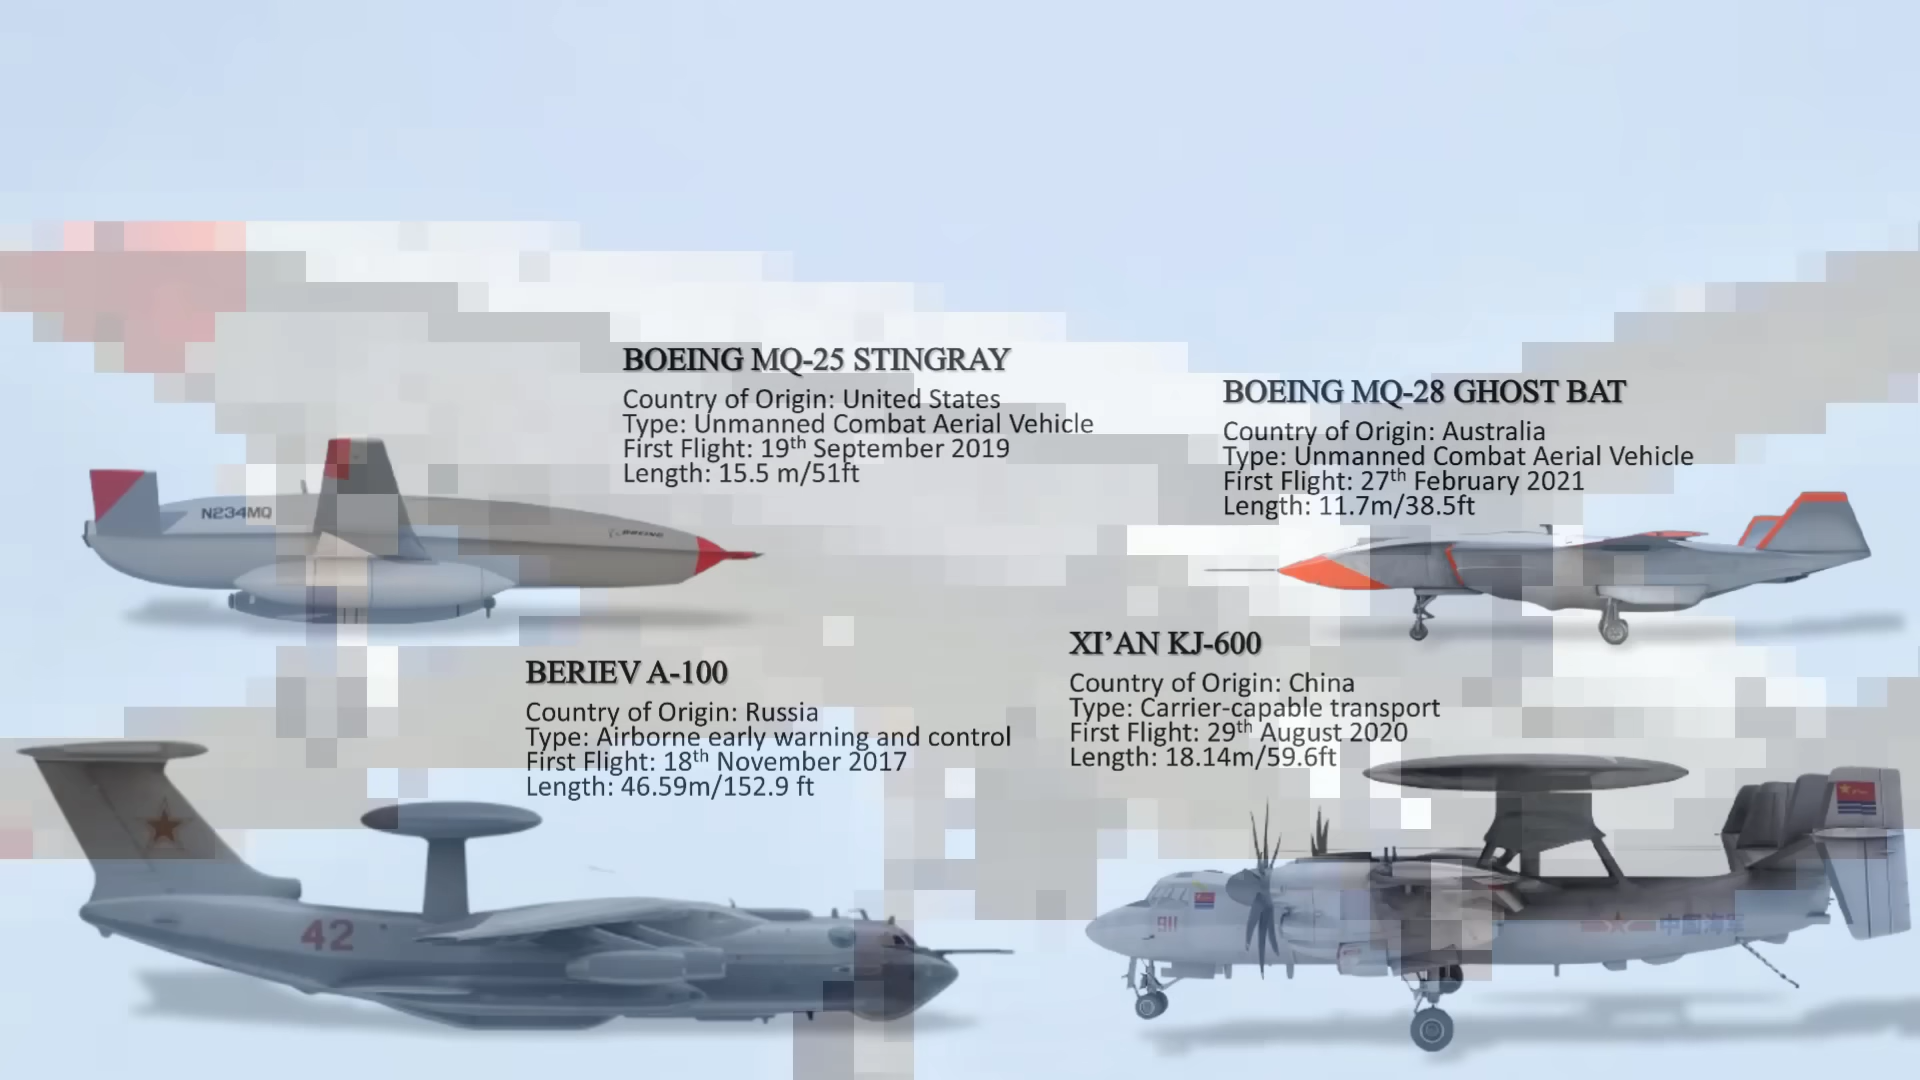 BOEING MQ-25 STINGRAY
Country of Origin: United States
Type: Unmanned Combat Aerial Vehicle
First Flight: 19th September 2019
Length: 15.5 m/51ft
BOEING MQ-28 GHOST BAT
Country of Origin: Australia
Type: Unmanned Combat Aerial Vehicle
First Flight: 27th February 2021
Length: 11.7m/38.5ft
N234MQ
BOEING
BERIEV A-100
Country of Origin: Russia
Type: Airborne early warning and control
First Flight: 18th November 2017
Length: 46.59m/152.9 ft
42
XI’AN KJ-600
Country of Origin: China
Type: Carrier-capable transport
First Flight: 29th August 2020
Length: 18.14m/59.6ft
911
中国海军